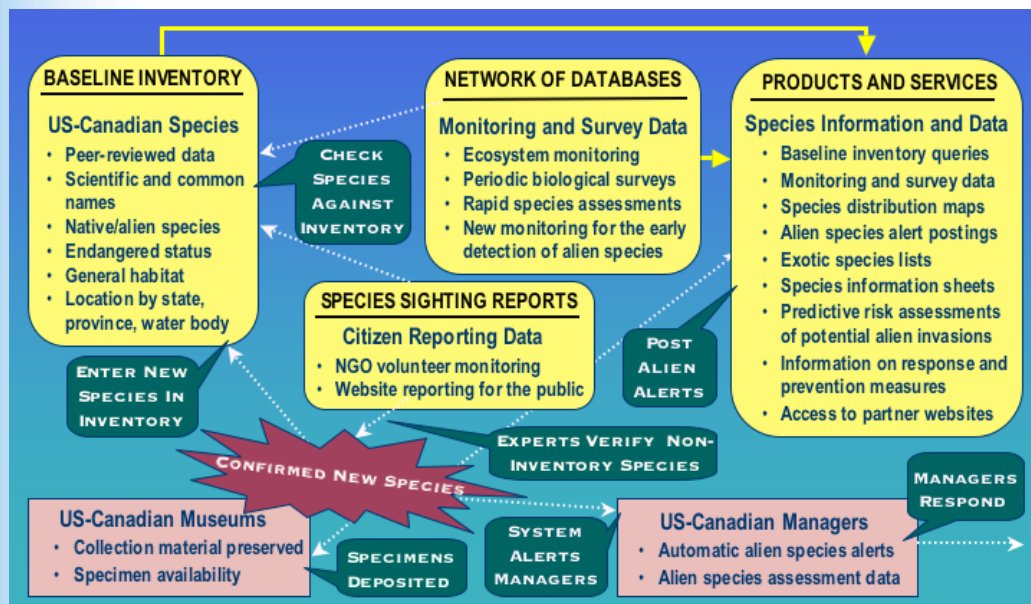 BASELINE INVENTORY
US-Canadian Species
• Peer-reviewed data
• Scientific and common
names
• Native/alien species
• Endangered status
• General habitat
• Location by state,
province, water body
CHECK
SPECIES
AGAINST
INVENTORY
NETWORK OF DATABASES
Monitoring and Survey Data
• Ecosystem monitoring
• Periodic biological surveys
• Rapid species assessments
• New monitoring for the early
detection of alien species
PRODUCTS AND SERVICES
Species Information and Data
• Baseline inventory queries
• Monitoring and survey data
• Species distribution maps
• Alien species alert postings
• Exotic species lists
• Species information sheets
• Predictive risk assessments
of potential alien invasions
• Information on response and
prevention measures
• Access to partner websites
SPECIES SIGHTING REPORTS
Citizen Reporting Data
• NGO volunteer monitoring
• Website reporting for the public
POST
ALIEN
ALERTS
ENTER NEW
SPECIES IN
INVENTORY
EXPERTS VERIFY NON-
INVENTORY SPECIES
CONFIRMED NEW SPECIES
US-Canadian Museums
• Collection material preserved
• Specimen availability
SPECIMENS
DEPOSITED
SYSTEM
ALERTS
MANAGERS
US-Canadian Managers
• Automatic alien species alerts
• Alien species assessment data
MANAGERS
RESPOND